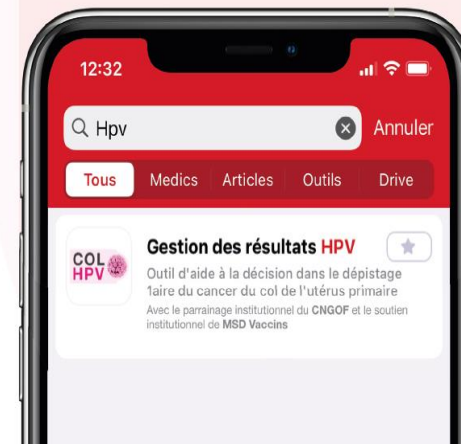 12:32
Hpv
Annuler
Tous Medics Articles Outils Drive
COL
HPV
Gestion des résultats HPV
Outil d'aide à la décision dans le dépistage
1aire du cancer du col de l'utérus primaire
Avec le parrainage institutionnel du CNGOF et le soutien
institutionnel de MSD Vaccins